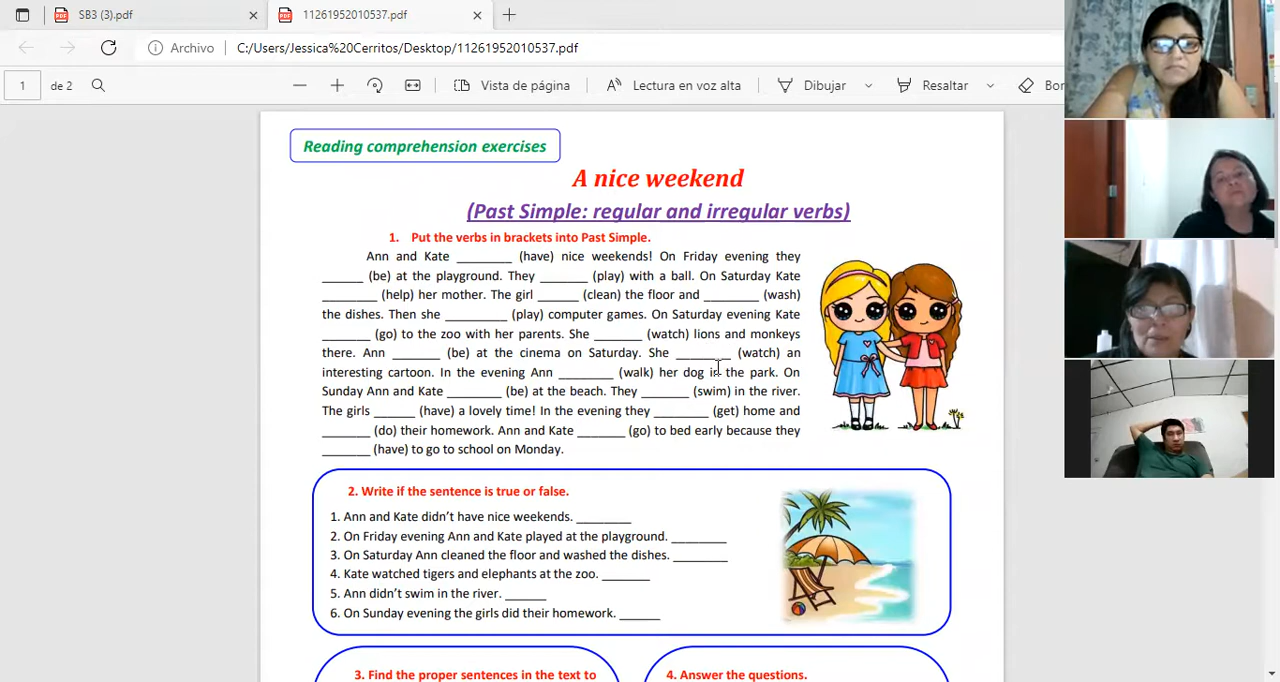 SB3 (3).pdf
11261952010537.pdf
Archivo
C:/Users/Jessica%20Cerritos/Desktop/11261952010537.pdf
1 de 2
Vista de página
Lectura en voz alta
Dibujar
Resaltar
Bor
Reading comprehension exercises
A nice weekend
(Past Simple: regular and irregular verbs)
1. Put the verbs in brackets into Past Simple.
Ann and Kate _________ (have) nice weekends! On Friday evening they
_______ (be) at the playground. They ________ (play) with a ball. On Saturday Kate
_________ (help) her mother. The girl _______ (clean) the floor and _________ (wash)
the dishes. Then she __________ (play) computer games. On Saturday evening Kate
________ (go) to the zoo with her parents. She ________ (watch) lions and monkeys
there. Ann ________ (be) at the cinema on Saturday. She _________ (watch) an
interesting cartoon. In the evening Ann _________ (walk) her dog in the park. On
Sunday Ann and Kate _________ (be) at the beach. They ________ (swim) in the river.
The girls _______ (have) a lovely time! In the evening they _________ (get) home and
________ (do) their homework. Ann and Kate ________ (go) to bed early because they
________ (have) to go to school on Monday.
2. Write if the sentence is true or false.
1. Ann and Kate didn’t have nice weekends. _________
2. On Friday evening Ann and Kate played at the playground. _________
3. On Saturday Ann cleaned the floor and washed the dishes. _________
4. Kate watched tigers and elephants at the zoo. ________
5. Ann didn’t swim in the river. _______
6. On Sunday evening the girls did their homework. _______
3. Find the proper sentences in the text to
4. Answer the questions.